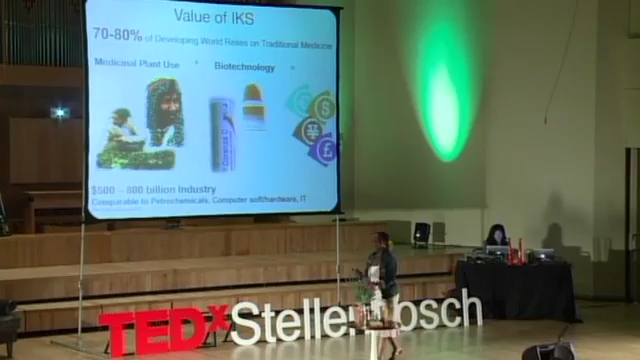 Value of IKS
70-80% of Developing World Relies on Traditional Medicine
Medicinal Plant Use + Biotechnology =
$500 – 800 billion Industry
Comparable to Petrochemicals, Computer soft/hardware, IT
TEDxStellenbosch